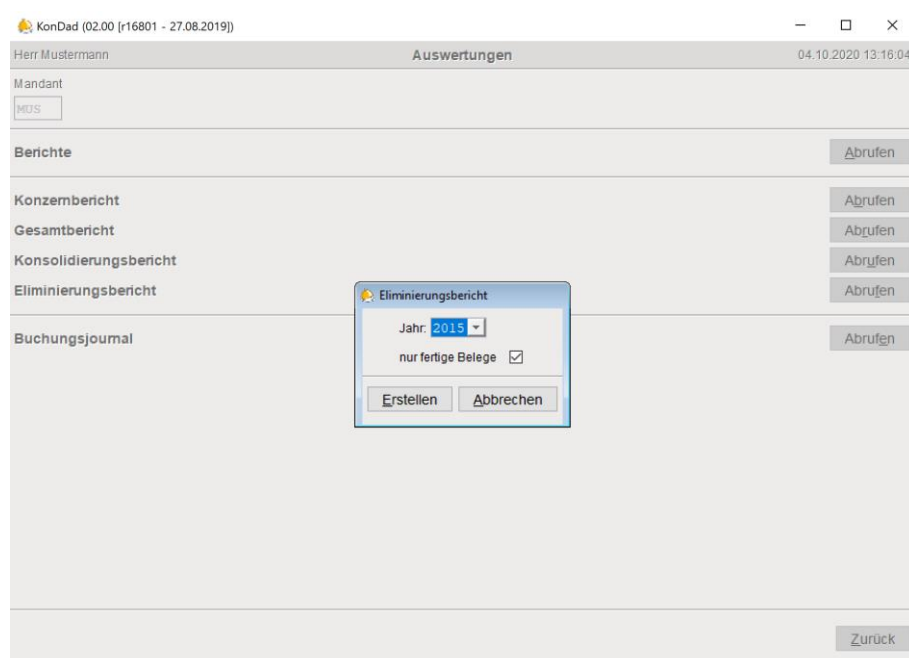 KonDad (02.00 [r16801 - 27.08.2019])
Herr Mustermann Auswertungen 04.10.2020 13:16:04
Mandant
MUS
Berichte Abrufen
Konzernbericht Abrufen
Gesamtbericht Abrufen
Konsolidierungsbericht Abrufen
Eliminierungsbericht Abrufen
Eliminierungsbericht
Jahr: 2015
Buchungsjournal Abrufen
nur fertige Belege
Erstellen Abbrechen
Zurück